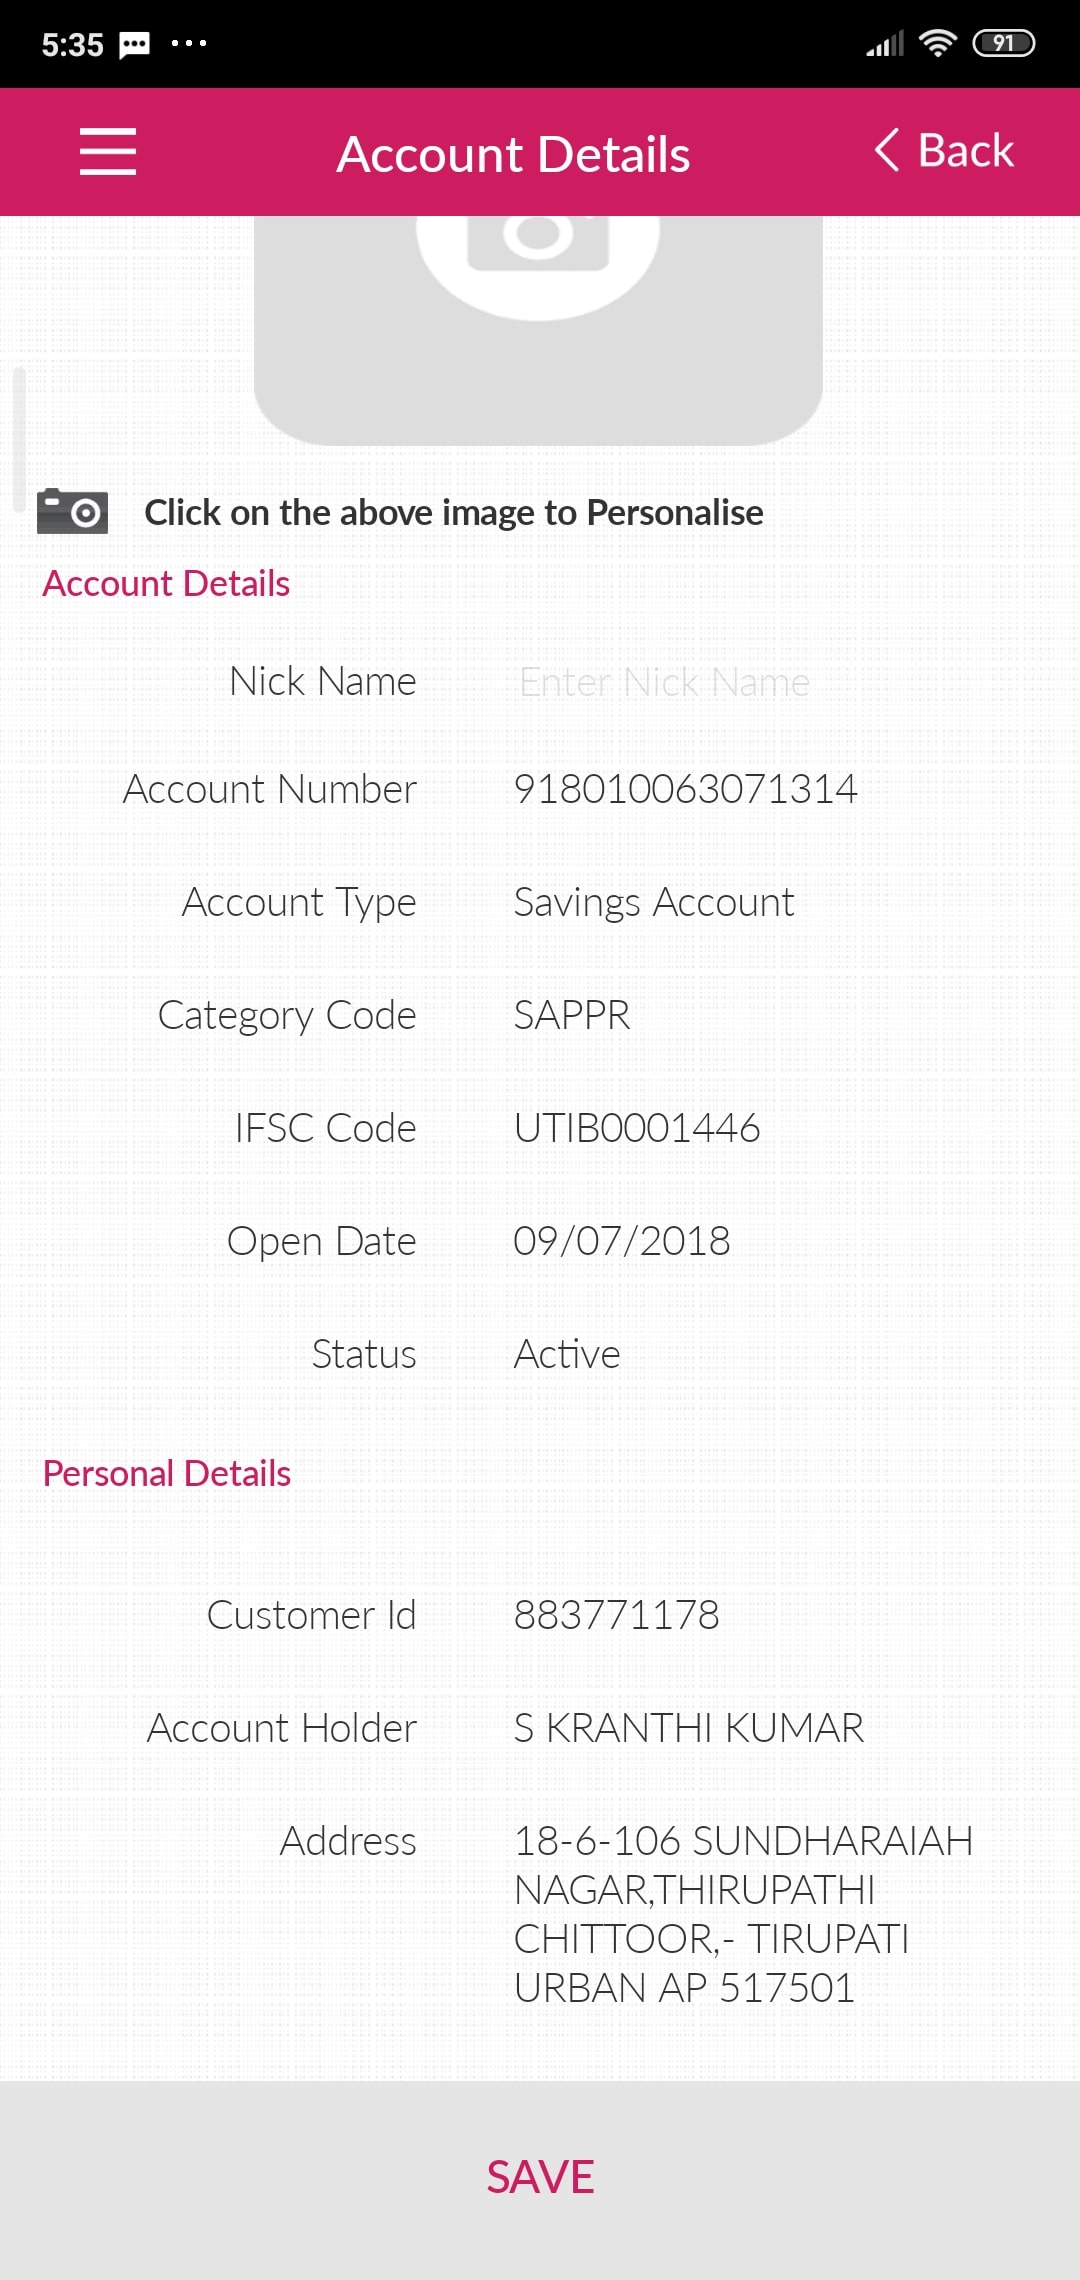 5:35
91
Account Details
Back
Click on the above image to Personalise
Account Details
Nick Name Enter Nick Name
Account Number 918010063071314
Account Type Savings Account
Category Code SAPPR
IFSC Code UTIB0001446
Open Date 09/07/2018
Status Active
Personal Details
Customer Id 883771178
Account Holder S KRANTHI KUMAR
Address 18-6-106 SUNDHARAIAH
NAGAR,THIRUPATHI
CHITTOOR,- TIRUPATI
URBAN AP 517501
SAVE